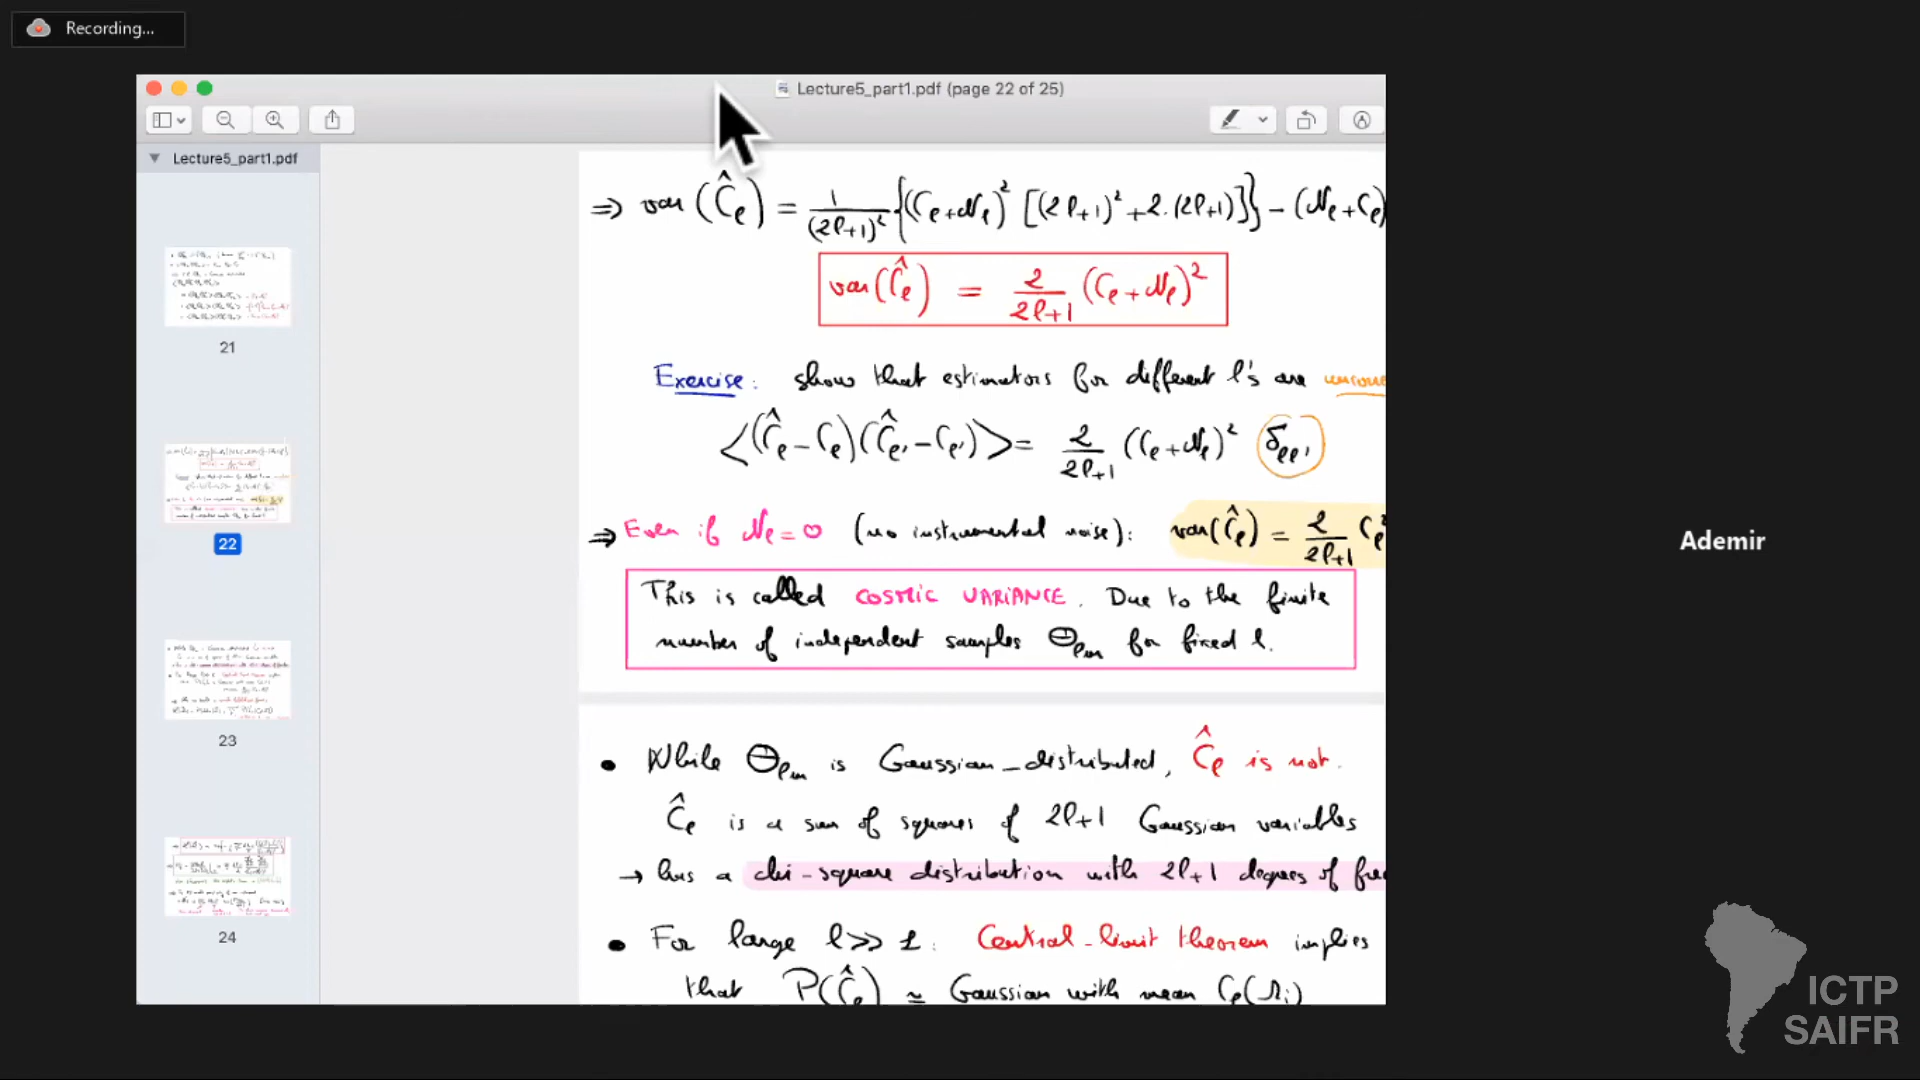 Recording...
Lecture5_part1.pdf (page 22 of 25)
Lecture5_part1.pdf
21
22
23
24
⇒ var (Ĉℓ) = 1/(2ℓ+1)² {(Cℓ+𝒩ℓ)² [(2ℓ+1)² + 2.(2ℓ+1)]} − (𝒩ℓ+Cℓ)
var(Ĉℓ) = 2/(2ℓ+1) (Cℓ+𝒩ℓ)²
Exercise: show that estimators for different ℓ's are
<(Ĉℓ − Cℓ)(Ĉℓ' − Cℓ')> = 2/(2ℓ+1) (Cℓ+𝒩ℓ)² δℓℓ'
⇒ Even if 𝒩ℓ = 0 (no instrumental noise): var(Ĉℓ) = 2/(2ℓ+1) Cℓ²
This is called COSMIC VARIANCE. Due to the finite
number of independent samples Θℓm for fixed ℓ.
• While Θℓm is Gaussian-distributed, Ĉℓ is not.
Ĉℓ is a sum of squares of 2ℓ+1 Gaussian variables
→ has a chi-square distribution with 2ℓ+1 degrees of
• For large ℓ>>1: Central-limit theorem implies
that P(Ĉℓ) ≃ Gaussian with mean Cℓ(Ωi)
Ademir
ICTP
SAIFR